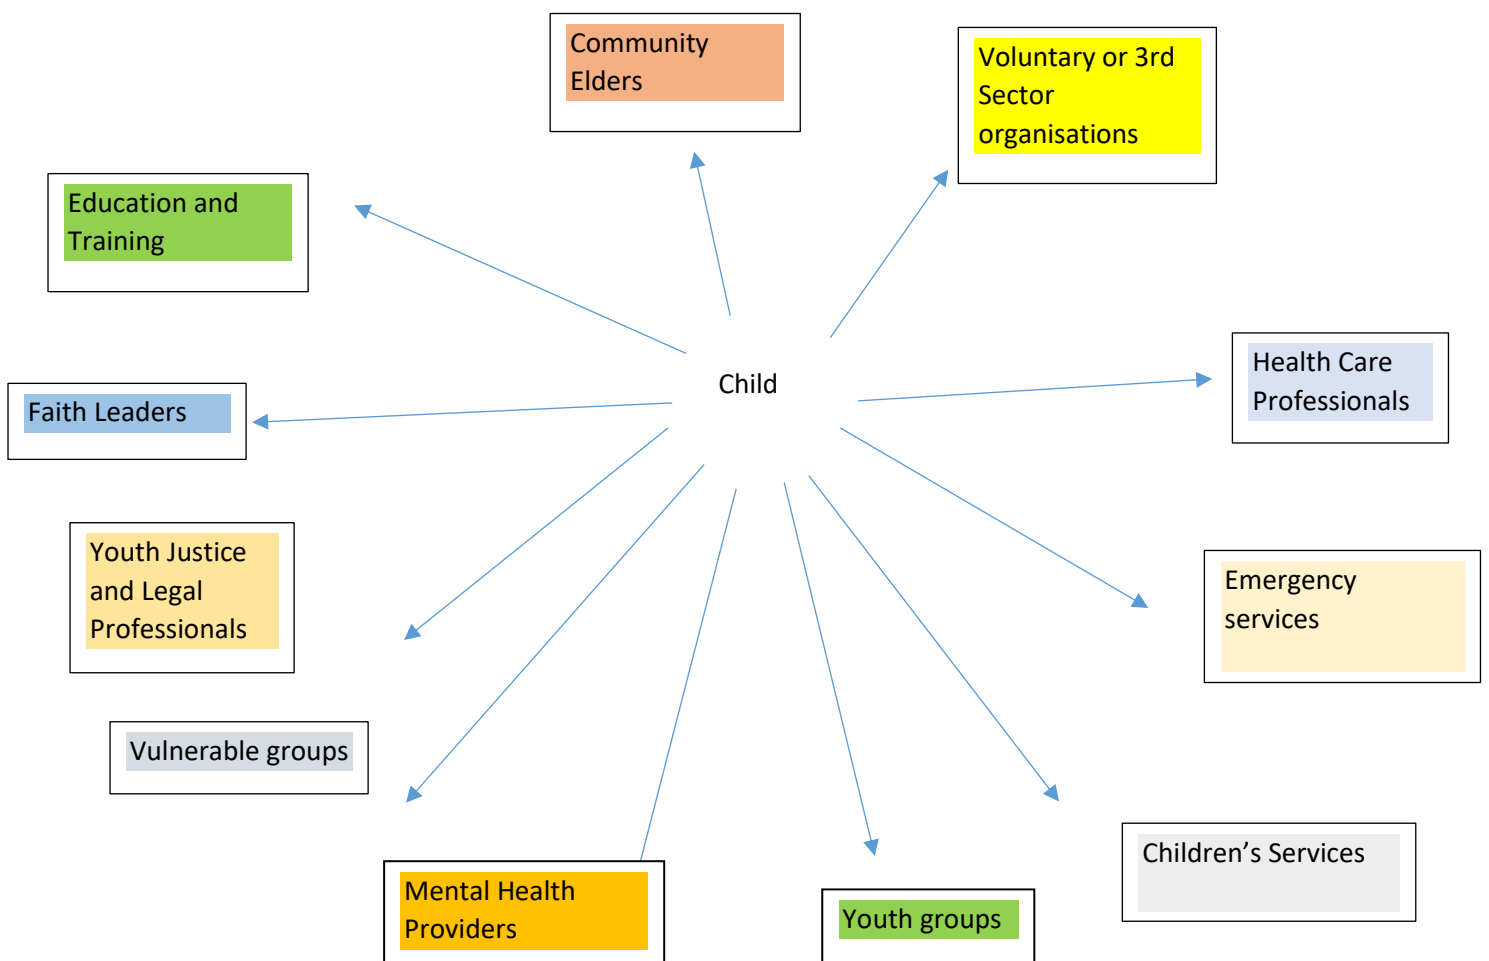 Community
Elders
Voluntary or 3rd
Sector
organisations
Education and
Training
Health Care
Professionals
Child
Faith Leaders
Youth Justice
and Legal
Professionals
Emergency
services
Vulnerable groups
Children’s Services
Mental Health
Providers
Youth groups